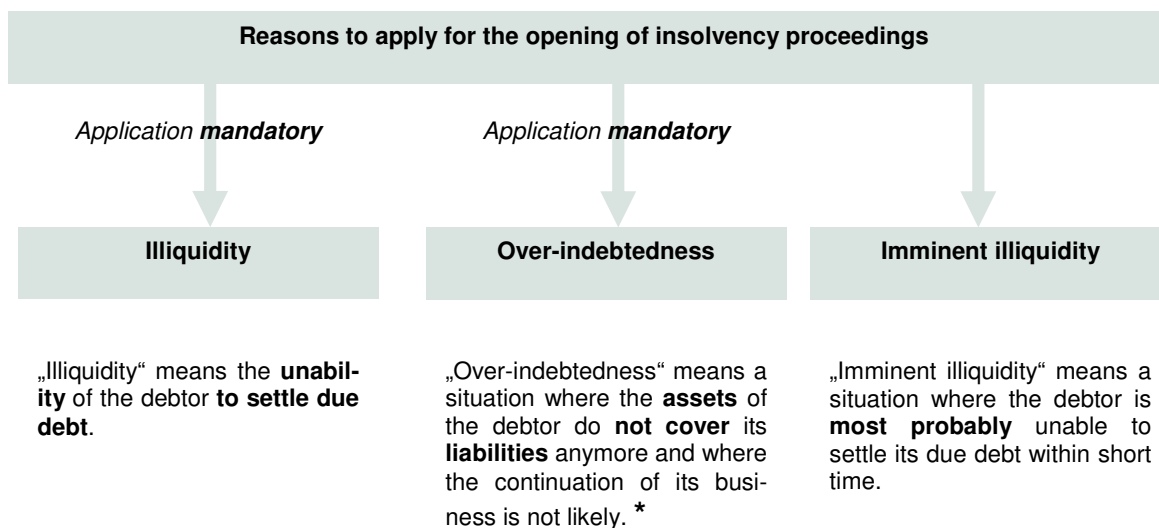 Reasons to apply for the opening of insolvency proceedings
Application mandatory
Application mandatory
Illiquidity
Over-indebtedness
Imminent illiquidity
„Illiquidity“ means the unabil-
ity of the debtor to settle due
debt.
„Over-indebtedness“ means a
situation where the assets of
the debtor do not cover its
liabilities anymore and where
the continuation of its busi-
ness is not likely. *
„Imminent illiquidity“ means a
situation where the debtor is
most probably unable to
settle its due debt within short
time.